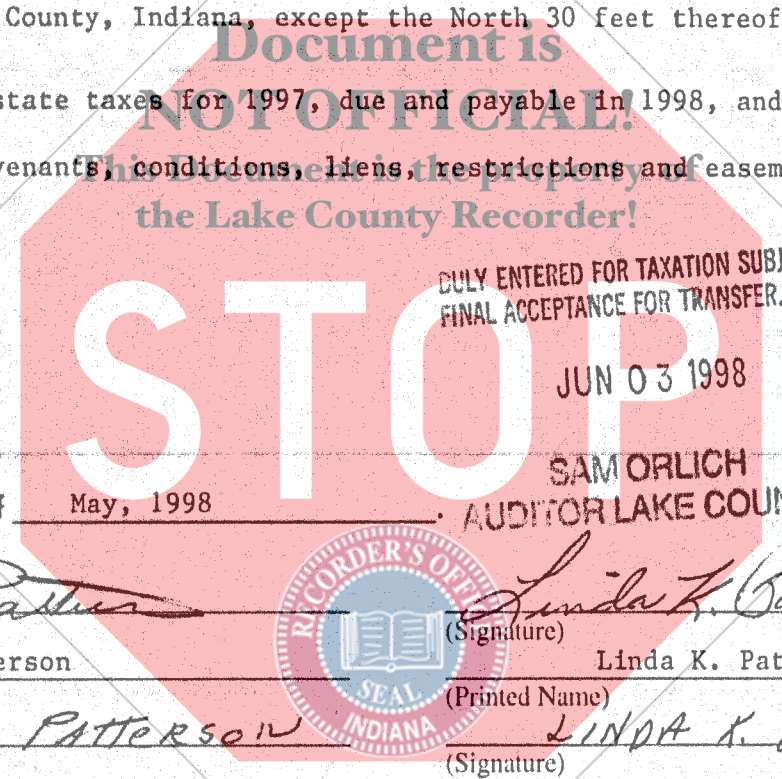 County, Indiana, except the North 30 feet thereof
Document is
state taxes for 1997, due and payable in 1998, and
NOT OFFICIAL!
venants, conditions, liens, restrictions and easem
This Document is the property of
the Lake County Recorder!
DULY ENTERED FOR TAXATION SUBJ
FINAL ACCEPTANCE FOR TRANSFER.
STOP
JUN 03 1998
SAM ORLICH
AUDITOR LAKE COUN
May, 1998
RECORDER'S OFFICE
Linda K.
(Signature)
erson Linda K. Pat
SEAL
(Printed Name)
INDIANA
PATTERSON LINDA K.
(Signature)